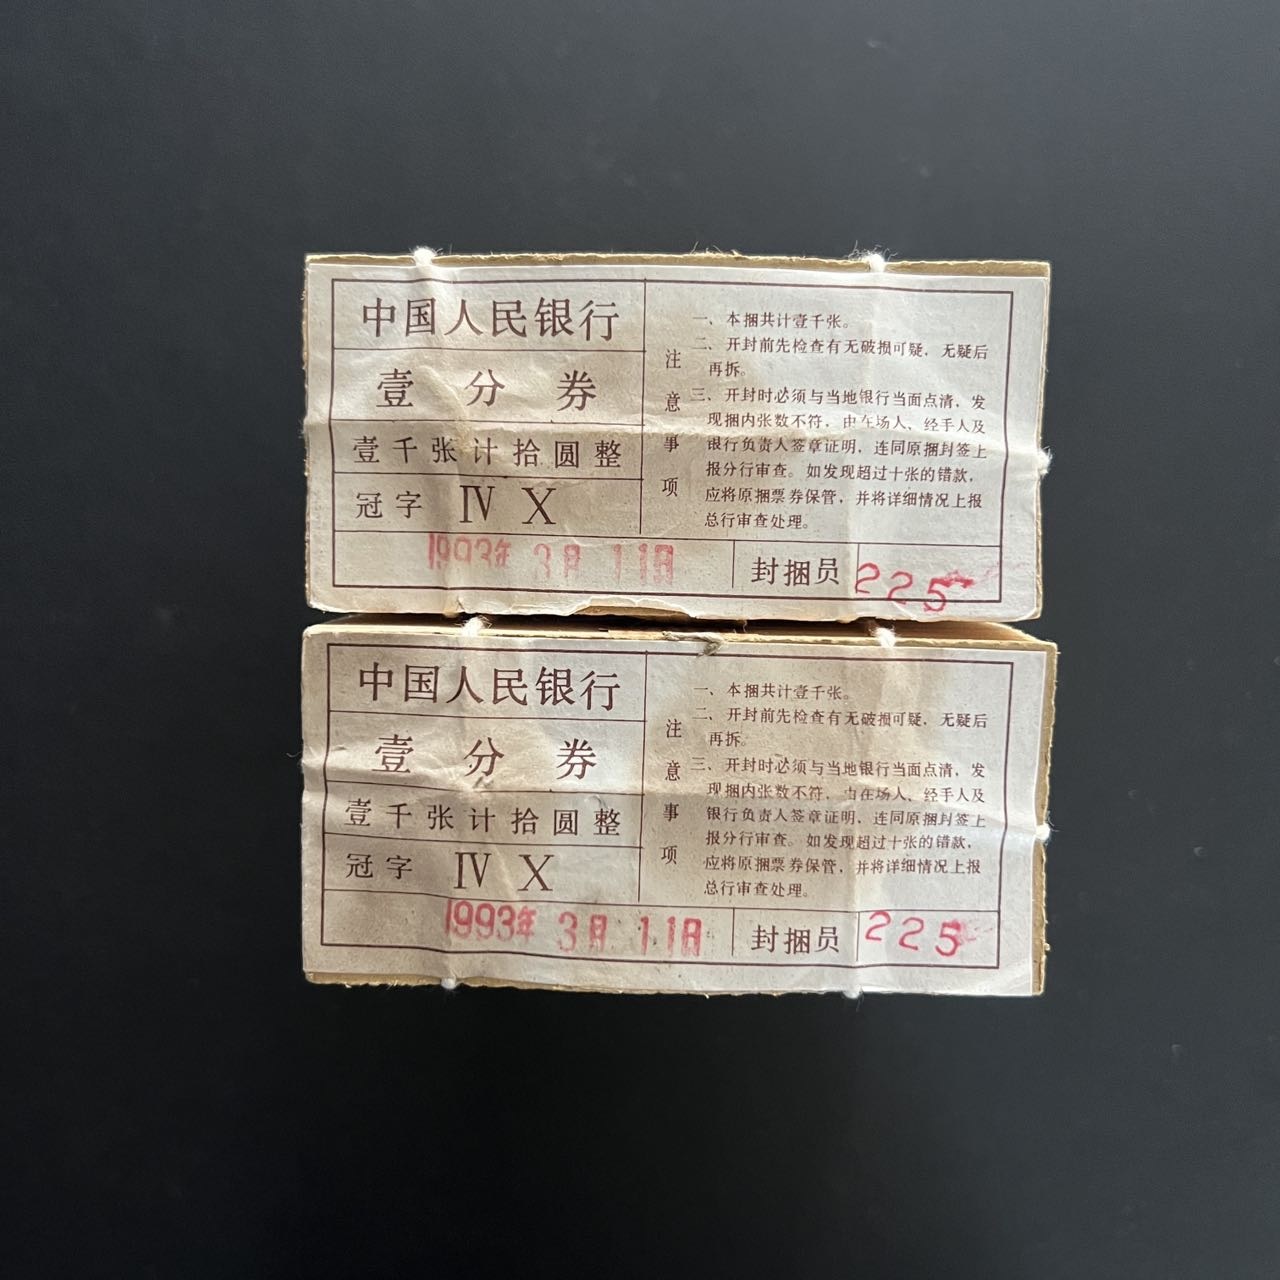 中国人民银行
壹分券
壹千张计拾圆整
冠字 Ⅳ Ⅹ
注意事项
一、本捆共计壹千张。
二、开封前先检查有无破损可疑，无疑后
再拆。
三、开封时必须与当地银行当面点清，发
现捆内张数不符，由在场人、经手人及
银行负责人签章证明，连同原捆封签上
报分行审查。如发现超过十张的错款，
应将原捆票券保管，并将详细情况上报
总行审查处理。
1993年 3月 11日
封捆员 225
中国人民银行
壹分券
壹千张计拾圆整
冠字 Ⅳ Ⅹ
注意事项
一、本捆共计壹千张。
二、开封前先检查有无破损可疑，无疑后
再拆。
三、开封时必须与当地银行当面点清，发
现捆内张数不符，由在场人、经手人及
银行负责人签章证明，连同原捆封签上
报分行审查。如发现超过十张的错款，
应将原捆票券保管，并将详细情况上报
总行审查处理。
1993年 3月 11日
封捆员 225